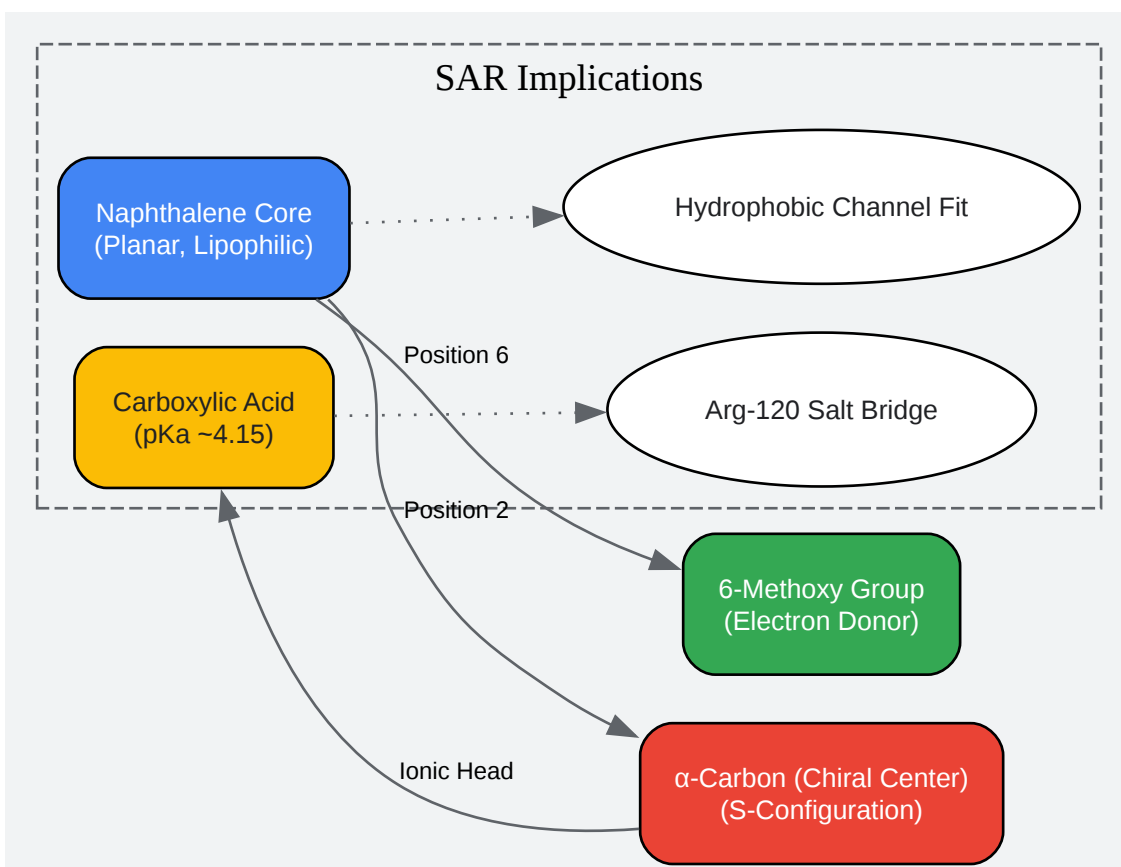 SAR Implications
Naphthalene Core
(Planar, Lipophilic)
Hydrophobic Channel Fit
Position 6
Carboxylic Acid
(pKa ~4.15)
Arg-120 Salt Bridge
Position 2
6-Methoxy Group
(Electron Donor)
Ionic Head
α-Carbon (Chiral Center)
(S-Configuration)